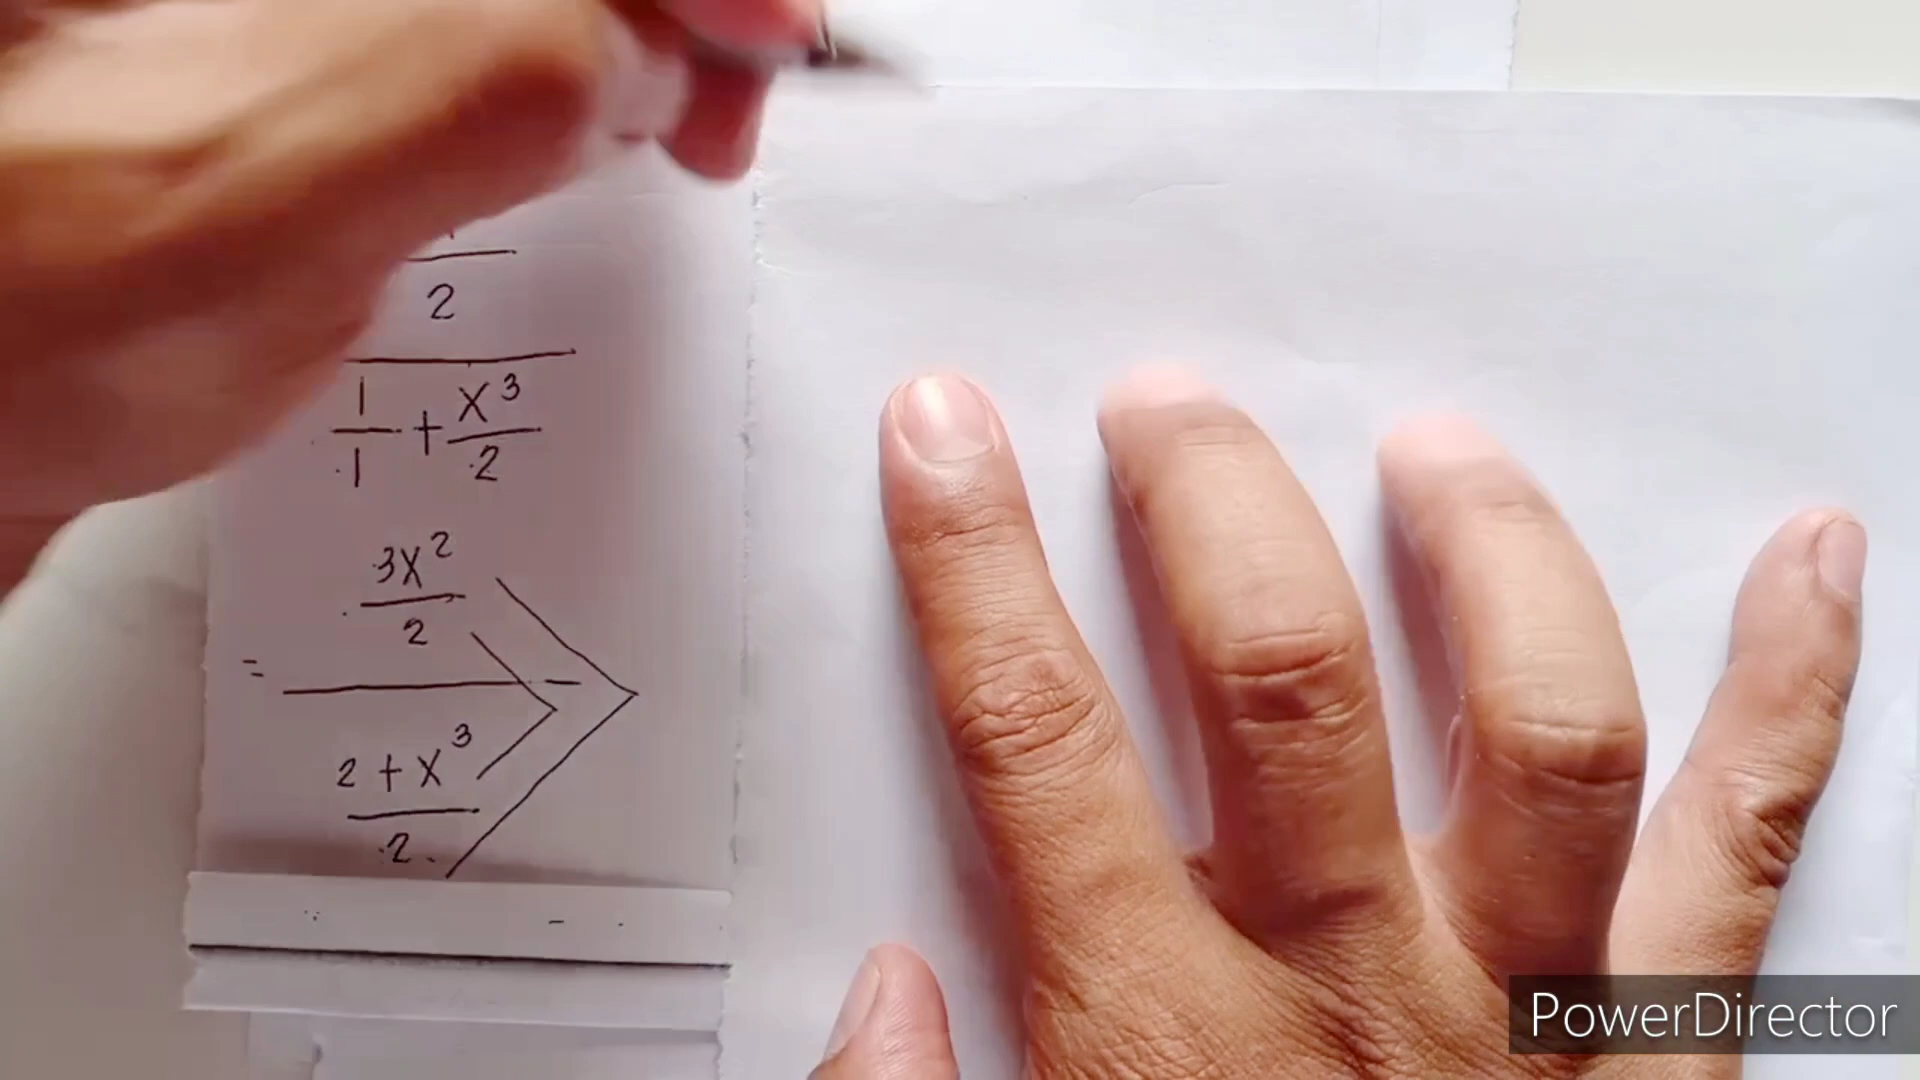 2
1/1 + x³/2
= (3x²/2) / ((2 + x³)/2)
PowerDirector